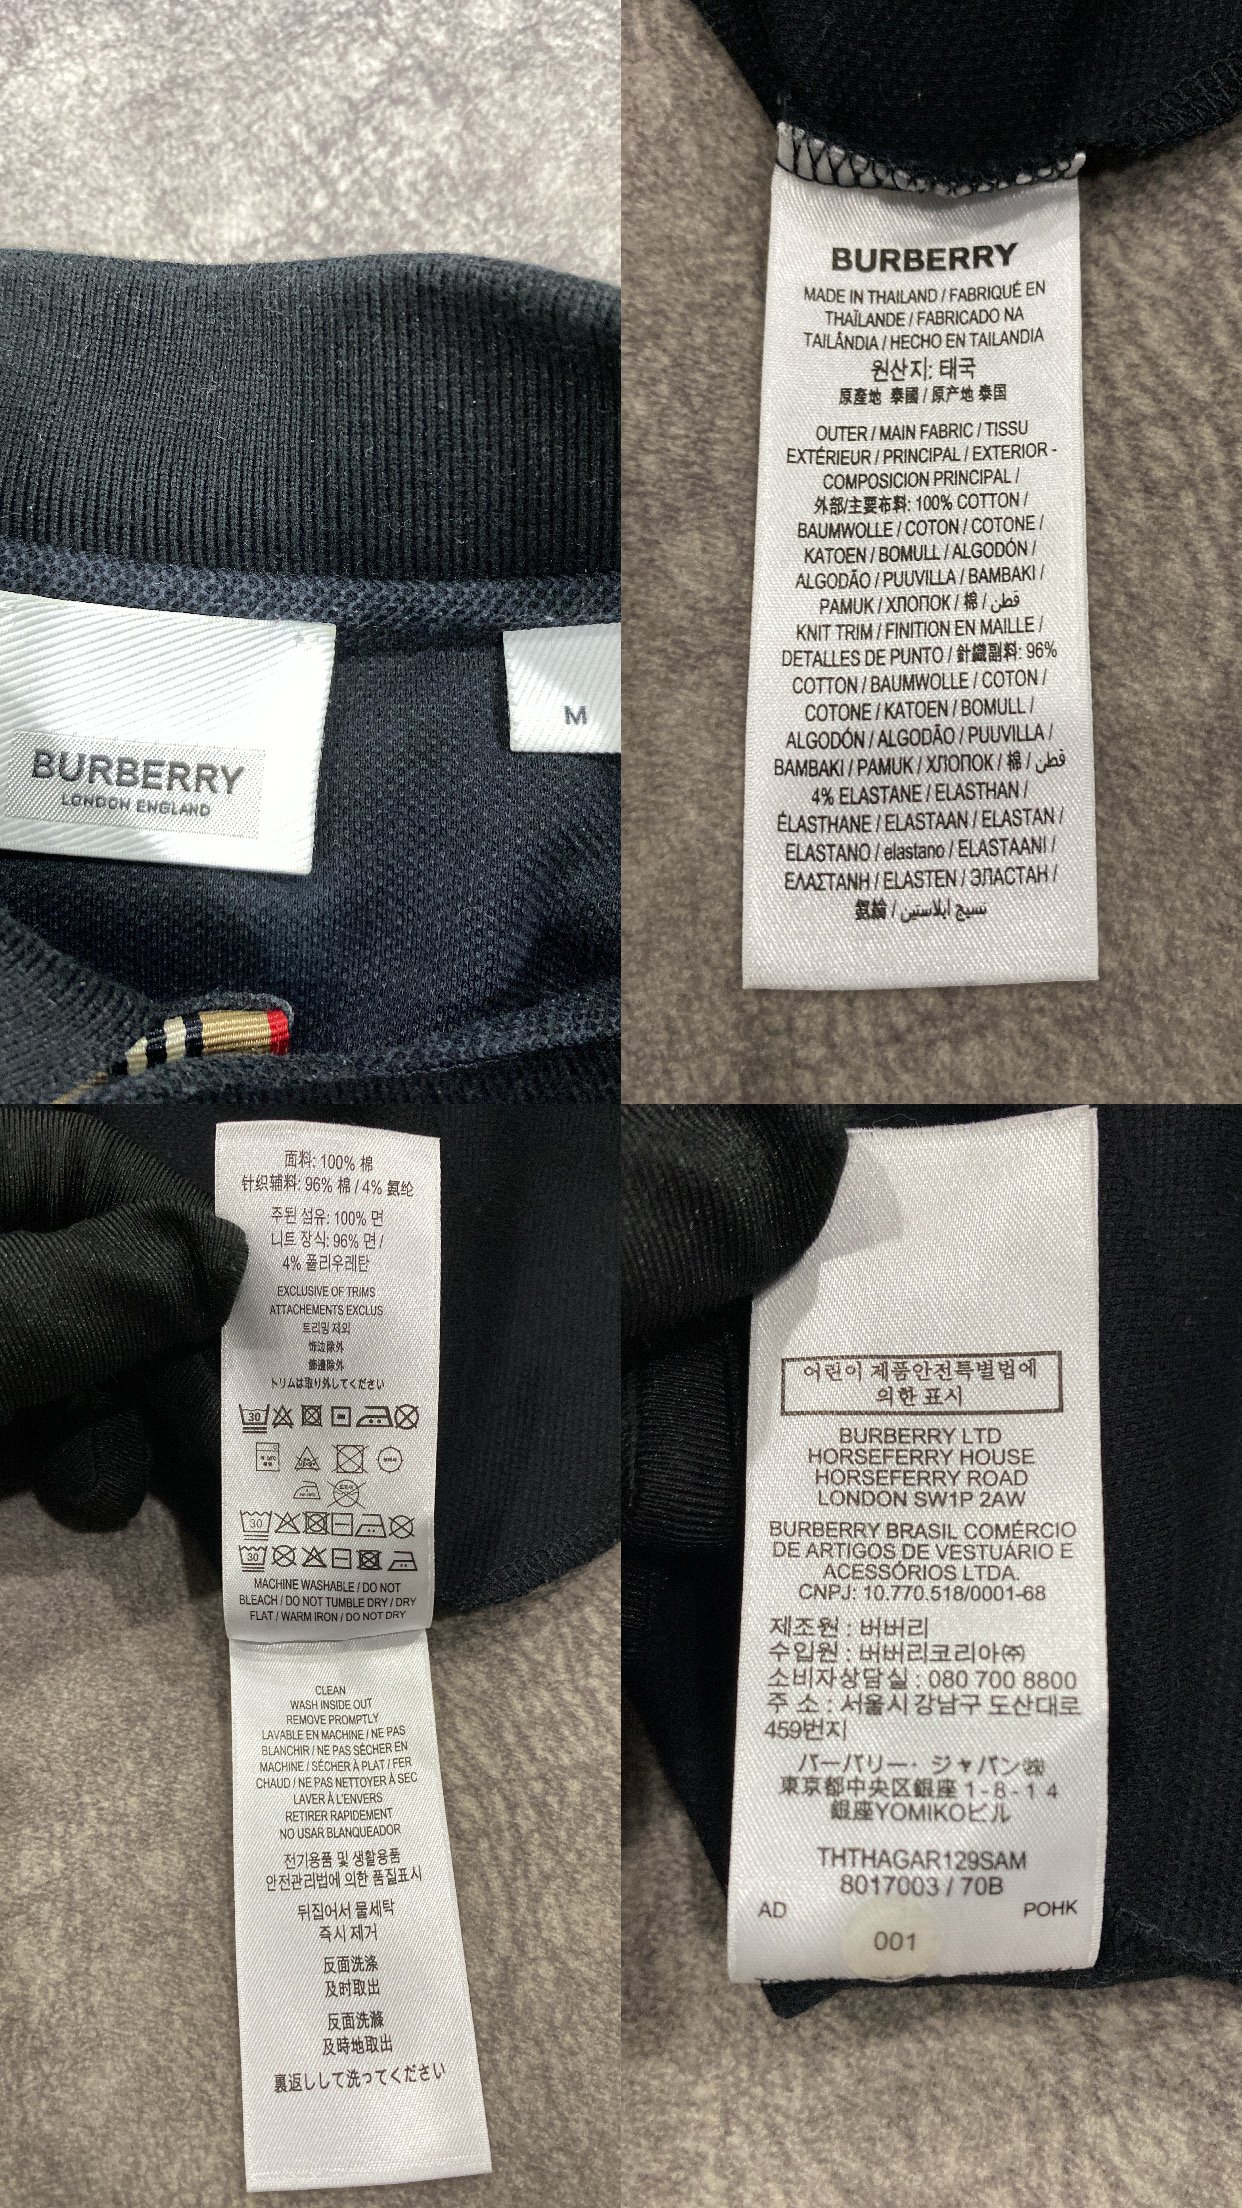 BURBERRY
LONDON ENGLAND
M
BURBERRY
MADE IN THAILAND / FABRIQUÉ EN
THAÏLANDE / FABRICADO NA
TAILÂNDIA / HECHO EN TAILANDIA
원산지: 태국
原產地 泰國 / 原产地 泰国
OUTER / MAIN FABRIC / TISSU
EXTÉRIEUR / PRINCIPAL / EXTERIOR -
COMPOSICION PRINCIPAL /
外部/主要布料: 100% COTTON /
BAUMWOLLE / COTON / COTONE /
KATOEN / BOMULL / ALGODÓN /
ALGODÃO / PUUVILLA / BAMBAKI /
PAMUK / ХЛОПОК / 棉 / قطن
KNIT TRIM / FINITION EN MAILLE /
DETALLES DE PUNTO / 針織副料: 96%
COTTON / BAUMWOLLE / COTON /
COTONE / KATOEN / BOMULL /
ALGODÓN / ALGODÃO / PUUVILLA /
BAMBAKI / PAMUK / ХЛОПОК / 棉 / قطن
4% ELASTANE / ELASTHAN /
ÉLASTHANE / ELASTAAN / ELASTAN /
ELASTANO / elastano / ELASTAANI /
ΕΛΑΣΤΑΝΗ / ELASTEN / ЭЛАСТАН /
氨綸 / نسيج إيلاستين
面料: 100% 棉
针织辅料: 96% 棉 / 4% 氨纶
주된 섬유: 100% 면
니트 장식: 96% 면 /
4% 폴리우레탄
EXCLUSIVE OF TRIMS
ATTACHEMENTS EXCLUS
트리밍 제외
饰边除外
飾邊除外
トリムは取り外してください
30
30
30
MACHINE WASHABLE / DO NOT
BLEACH / DO NOT TUMBLE DRY / DRY
FLAT / WARM IRON / DO NOT DRY
CLEAN
WASH INSIDE OUT
REMOVE PROMPTLY
LAVABLE EN MACHINE / NE PAS
BLANCHIR / NE PAS SÉCHER EN
MACHINE / SÉCHER À PLAT / FER
CHAUD / NE PAS NETTOYER À SEC
LAVER À L'ENVERS
RETIRER RAPIDEMENT
NO USAR BLANQUEADOR
전기용품 및 생활용품
안전관리법에 의한 품질표시
뒤집어서 물세탁
즉시 제거
反面洗涤
及时取出
反面洗滌
及時地取出
裏返しして洗ってください
어린이 제품안전특별법에
의한 표시
BURBERRY LTD
HORSEFERRY HOUSE
HORSEFERRY ROAD
LONDON SW1P 2AW
BURBERRY BRASIL COMÉRCIO
DE ARTIGOS DE VESTUÁRIO E
ACESSÓRIOS LTDA.
CNPJ: 10.770.518/0001-68
제조원 : 버버리
수입원 : 버버리코리아㈜
소비자상담실 : 080 700 8800
주 소 : 서울시 강남구 도산대로
459번지
バーバリー・ジャパン㈱
東京都中央区銀座 1 - 8 - 1 4
銀座YOMIKOビル
THTHAGAR129SAM
8017003 / 70B
AD POHK
001